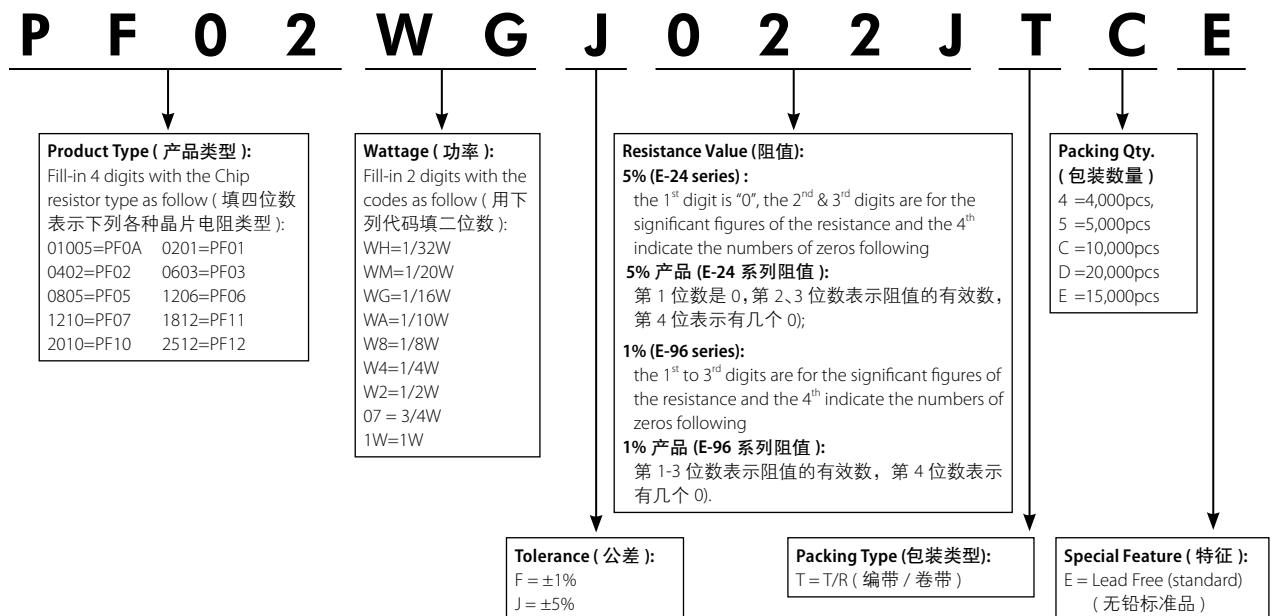 PF02WGJ022JTCE
Product Type ( 产品类型 ):
Fill-in 4 digits with the Chip
resistor type as follow ( 填四位数
表示下列各种晶片电阻类型 ):
01005=PF0A 0201=PF01
0402=PF02 0603=PF03
0805=PF05 1206=PF06
1210=PF07 1812=PF11
2010=PF10 2512=PF12
Wattage ( 功率 ):
Fill-in 2 digits with the
codes as follow ( 用下
列代码填二位数 ):
WH=1/32W
WM=1/20W
WG=1/16W
WA=1/10W
W8=1/8W
W4=1/4W
W2=1/2W
07 = 3/4W
1W=1W
Resistance Value (阻值):
5% (E-24 series) :
the 1st digit is “0”, the 2nd & 3rd digits are for the
significant figures of the resistance and the 4th
indicate the numbers of zeros following
5% 产品 (E-24 系列阻值 ):
第 1 位数是 0，第 2、3 位数表示阻值的有效数，
第 4 位表示有几个 0);
1% (E-96 series):
the 1st to 3rd digits are for the significant figures of
the resistance and the 4th indicate the numbers of
zeros following
1% 产品 (E-96 系列阻值 ):
第 1-3 位数表示阻值的有效数，第 4 位数表示
有几个 0).
Packing Qty.
( 包装数量 )
4 =4,000pcs,
5 =5,000pcs
C =10,000pcs
D =20,000pcs
E =15,000pcs
Tolerance ( 公差 ):
F = ±1%
J = ±5%
Packing Type (包装类型):
T = T/R ( 编带 / 卷带 )
Special Feature ( 特征 ):
E = Lead Free (standard)
( 无铅标准品 )